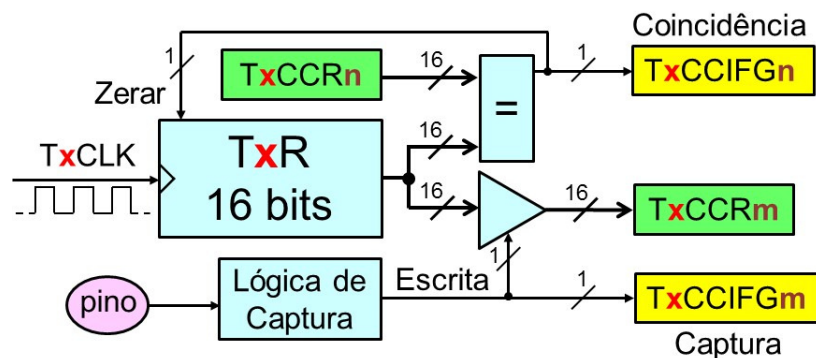 Coincidência
1
TxCCRn
16
1
TxCCIFGn
Zerar
=
TxCLK
TxR
16 bits
16
16
16
TxCCRm
1
pino
Lógica de
Captura
Escrita
1
TxCCIFGm
Captura